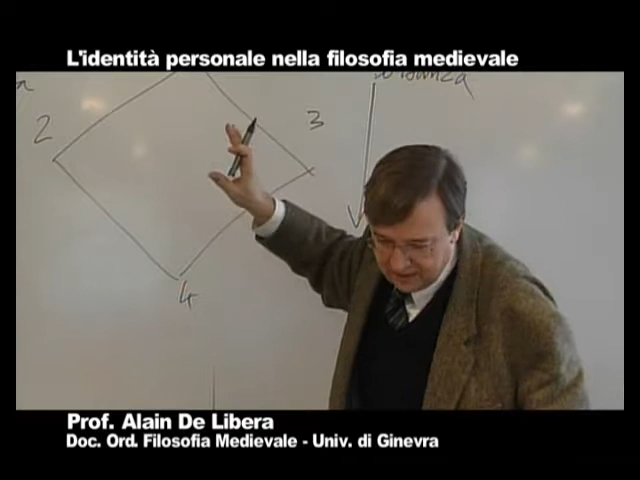 L'identità personale nella filosofia medievale
2
3
4
Prof. Alain De Libera
Doc. Ord. Filosofia Medievale - Univ. di Ginevra